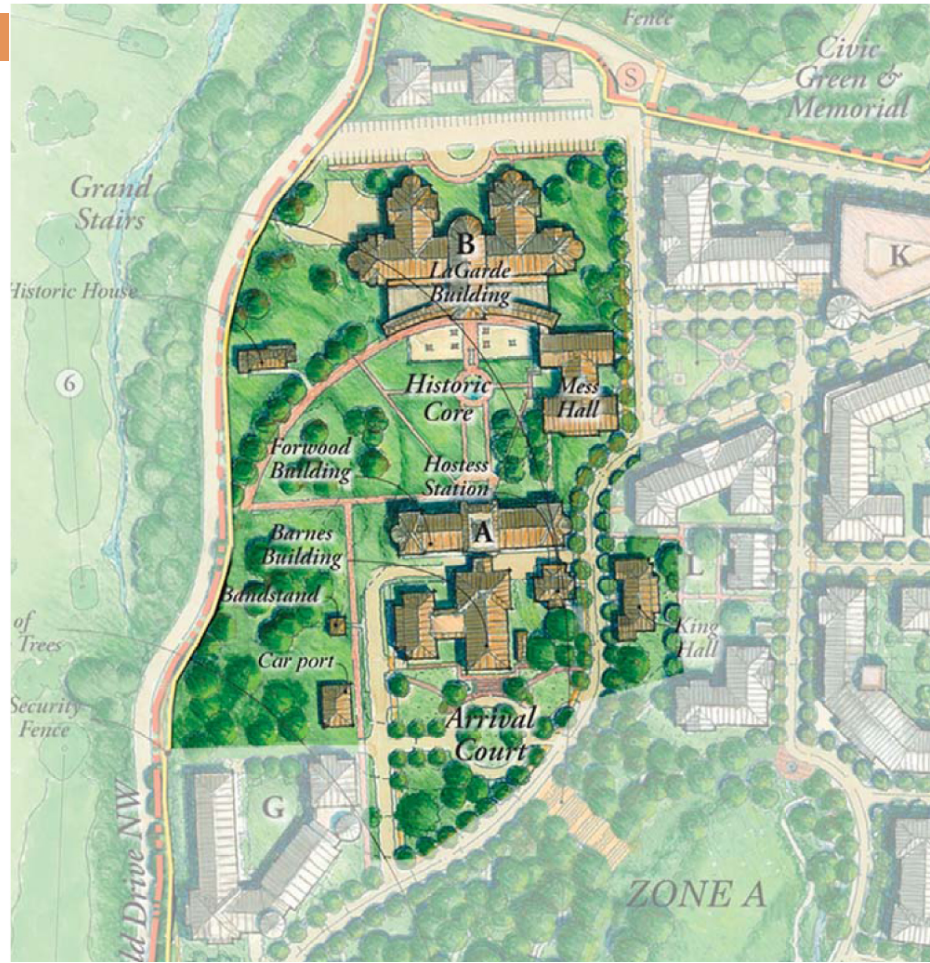 Fence
Civic
Green &
Memorial
S
Grand
Stairs
B
LaGarde
Building
K
Historic House
6
Historic
Core
Mess
Hall
Forwood
Building
Hostess
Station
Barnes
Building
A
Bandstand
L
King
Hall
of
Trees
Car port
Security
Fence
Arrival
Court
G
ZONE A
Drive NW